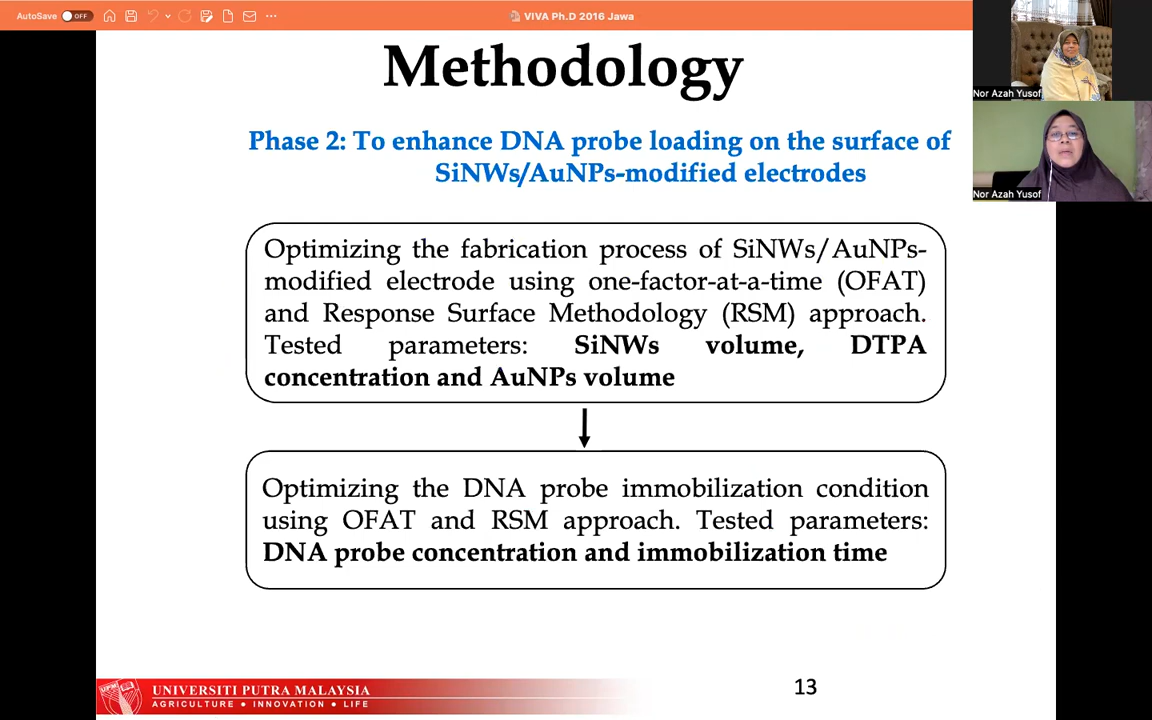 AutoSave OFF
VIVA Ph.D 2016 Jawa
Methodology
Nor Azah Yusof
Phase 2: To enhance DNA probe loading on the surface of
SiNWs/AuNPs-modified electrodes
Nor Azah Yusof
Optimizing the fabrication process of SiNWs/AuNPs-
modified electrode using one-factor-at-a-time (OFAT)
and Response Surface Methodology (RSM) approach.
Tested parameters: SiNWs volume, DTPA
concentration and AuNPs volume
Optimizing the DNA probe immobilization condition
using OFAT and RSM approach. Tested parameters:
DNA probe concentration and immobilization time
UNIVERSITI PUTRA MALAYSIA
AGRICULTURE • INNOVATION • LIFE
13